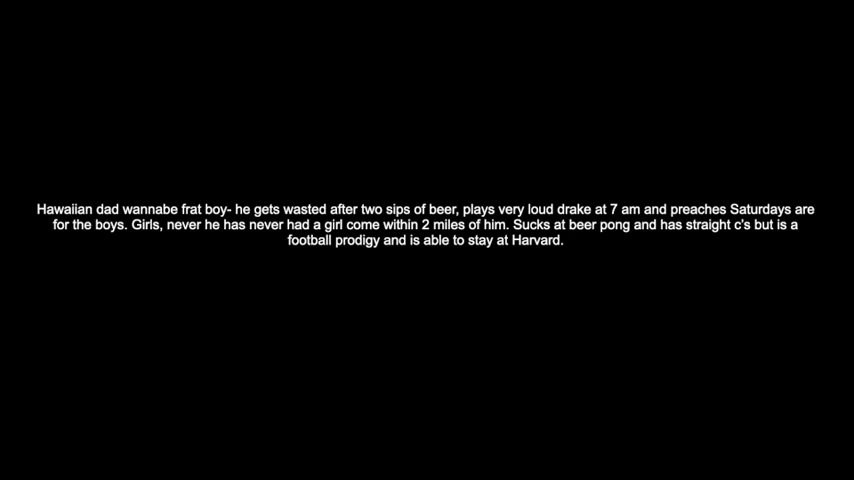 Hawaiian dad wannabe frat boy- he gets wasted after two sips of beer, plays very loud drake at 7 am and preaches Saturdays are
for the boys. Girls, never he has never had a girl come within 2 miles of him. Sucks at beer pong and has straight c's but is a
football prodigy and is able to stay at Harvard.